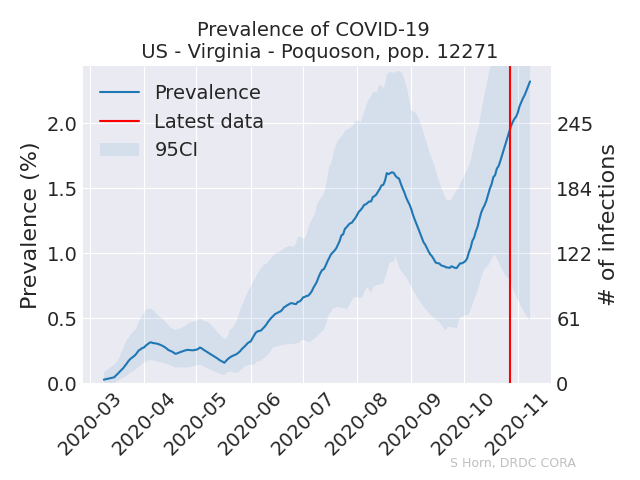 Prevalence of COVID-19
US - Virginia - Poquoson, pop. 12271
Prevalence
Latest data
95CI
Prevalence (%)
2.0
1.5
1.0
0.5
0.0
245
184
122
61
0
# of infections
2020-03
2020-04
2020-05
2020-06
2020-07
2020-08
2020-09
2020-10
2020-11
S Horn, DRDC CORA